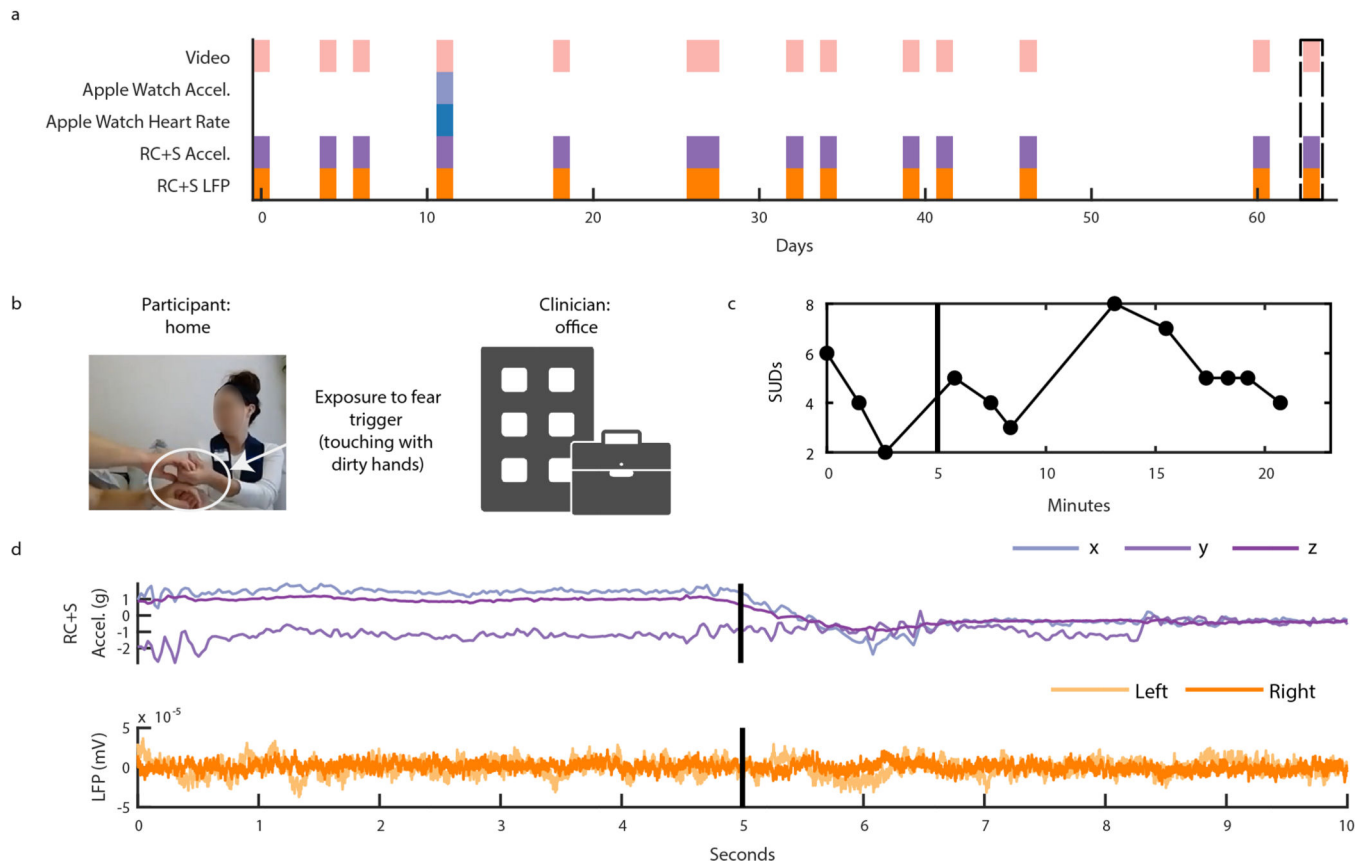 a
Video
Apple Watch Accel.
Apple Watch Heart Rate
RC+S Accel.
RC+S LFP
0 10 20 30 40 50 60
Days
b
Participant:
home
Exposure to fear
trigger
(touching with
dirty hands)
Clinician:
office
c
8
6
4
2
SUDs
0 5 10 15 20
Minutes
d
x y z
RC+S
Accel. (g)
1
0
-1
-2
Left Right
x 10-5
LFP (mV)
5
0
-5
0 1 2 3 4 5 6 7 8 9 10
Seconds